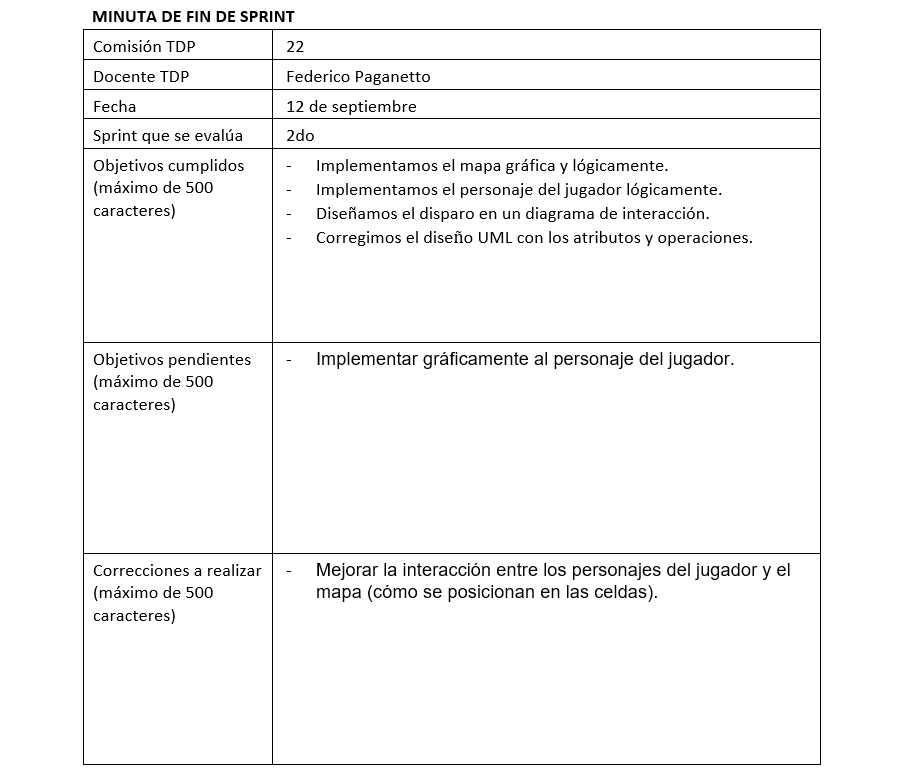 MINUTA DE FIN DE SPRINT
Comisión TDP 22
Docente TDP Federico Paganetto
Fecha 12 de septiembre
Sprint que se evalúa 2do
Objetivos cumplidos
(máximo de 500
caracteres)
- Implementamos el mapa gráfica y lógicamente.
- Implementamos el personaje del jugador lógicamente.
- Diseñamos el disparo en un diagrama de interacción.
- Corregimos el diseño UML con los atributos y operaciones.
Objetivos pendientes
(máximo de 500
caracteres)
- Implementar gráficamente al personaje del jugador.
Correcciones a realizar
(máximo de 500
caracteres)
- Mejorar la interacción entre los personajes del jugador y el
mapa (cómo se posicionan en las celdas).